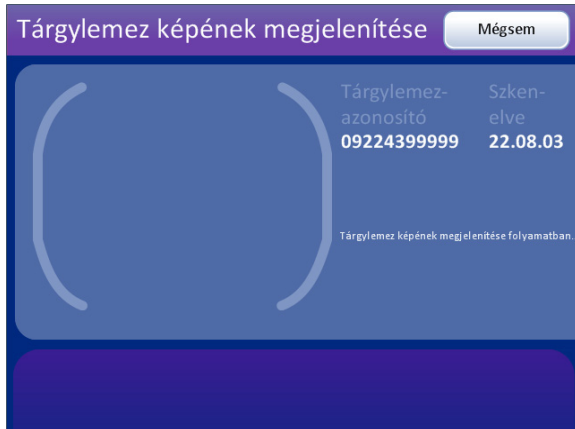 Tárgylemez képének megjelenítése
Mégsem
Tárgylemez-
azonosító
09224399999
Szken-
elve
22.08.03
Tárgylemez képének megjelenítése folyamatban.